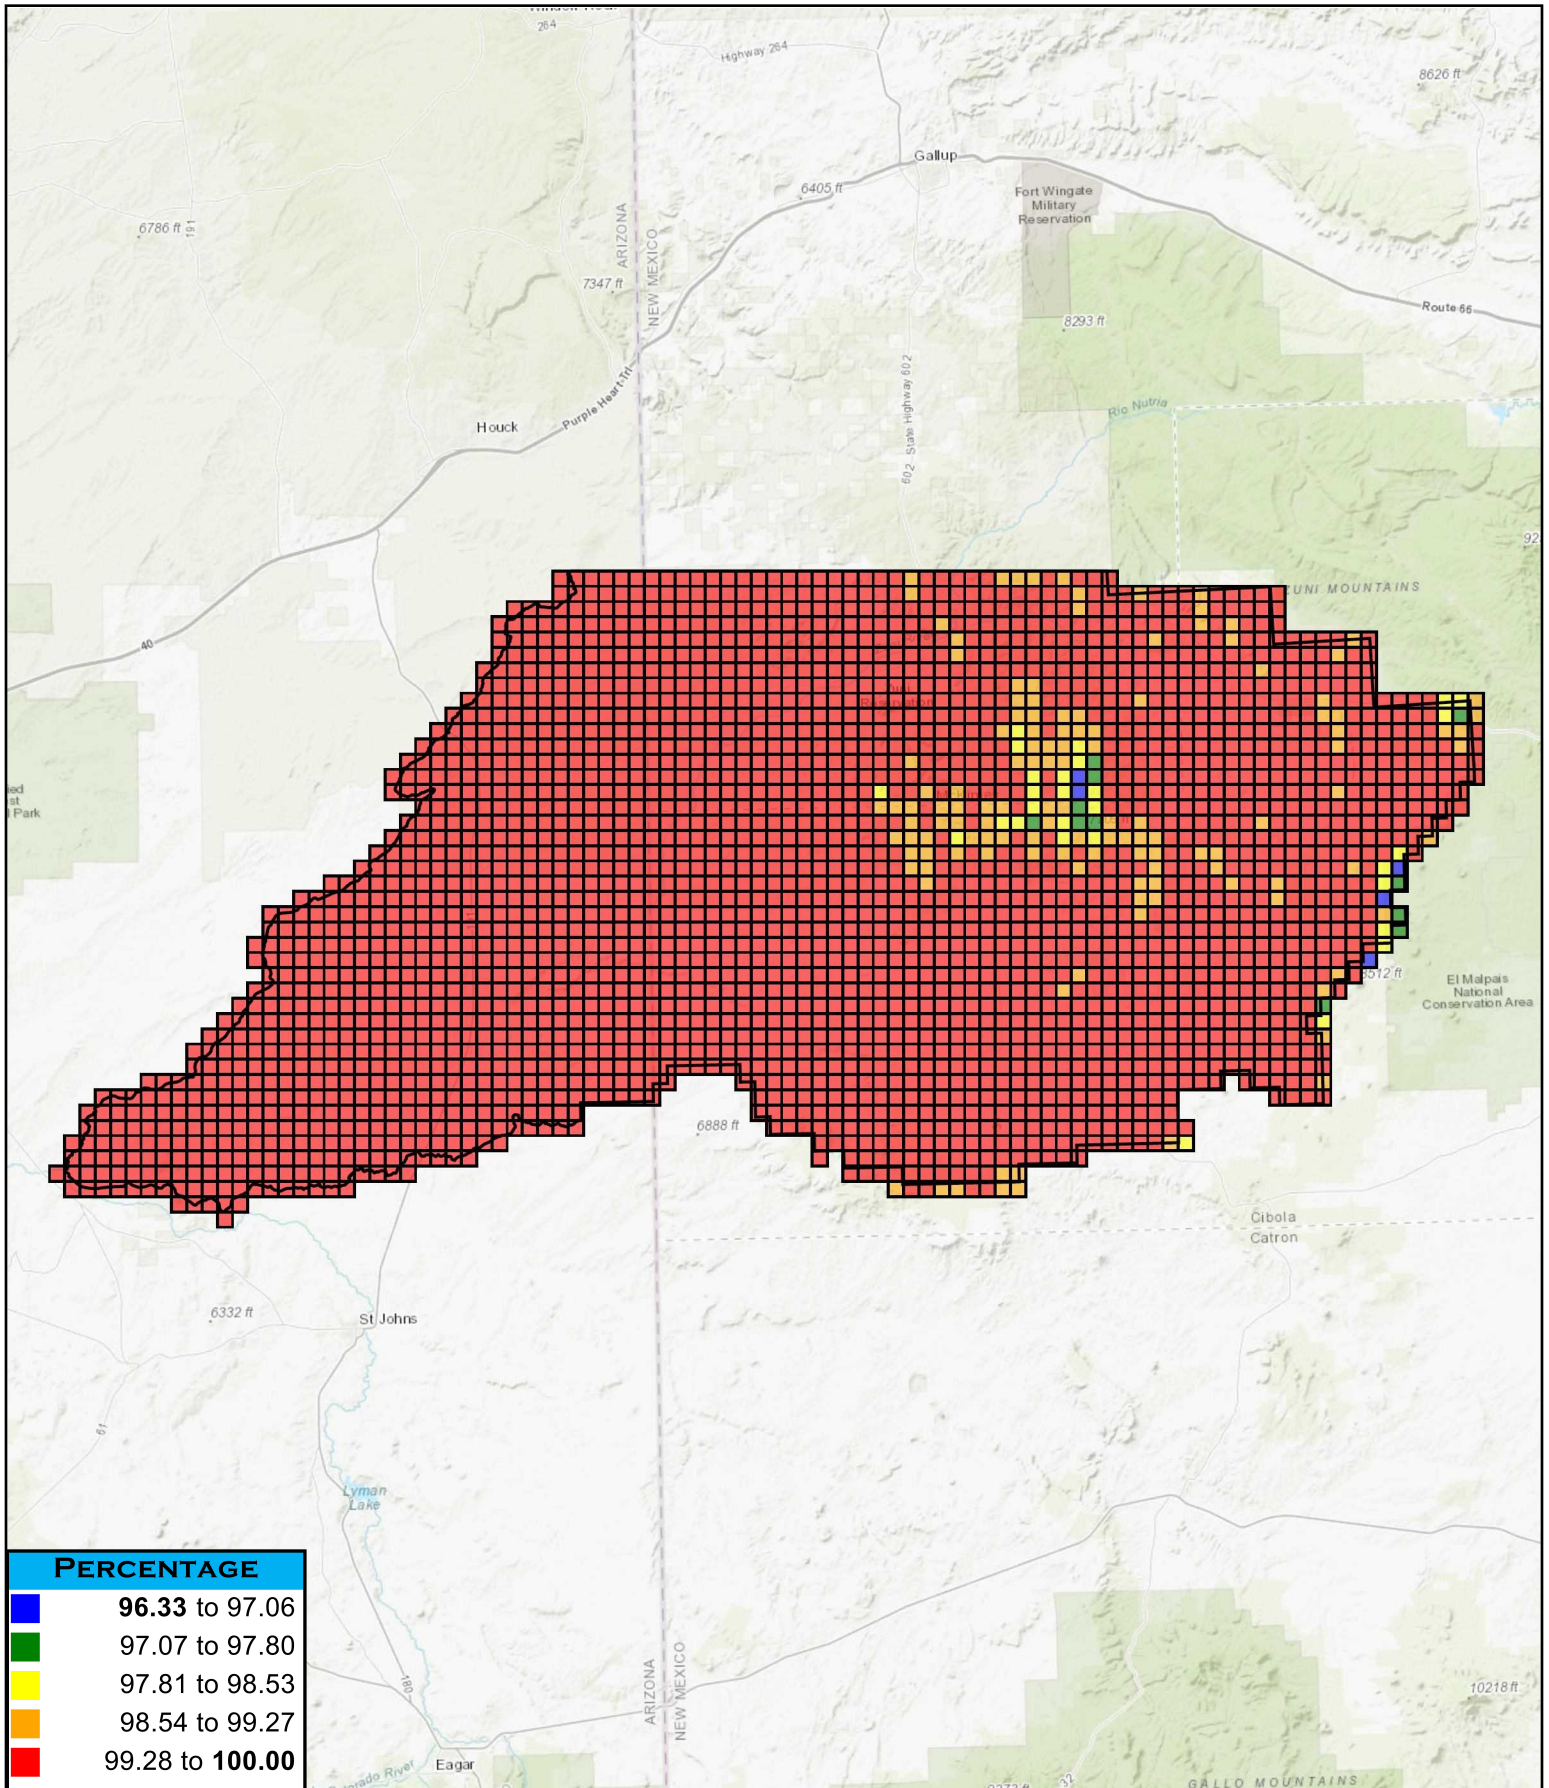 264
Highway 264
8626 ft
Gallup
6405 ft
Fort Wingate
Military
Reservation
6786 ft
191
ARIZONA
NEW MEXICO
7347 ft
Route 66
8293 ft
602 State Highway 602
Purple Heart Trl
Rio Nutria
Houck
ZUNI MOUNTAINS
40
Reservation
Park
8512 ft
El Malpais
National
Conservation Area
6888 ft
Cibola
Catron
6332 ft
St Johns
61
Lyman
Lake
PERCENTAGE
96.33 to 97.06
97.07 to 97.80
97.81 to 98.53
98.54 to 99.27
99.28 to 100.00
180
ARIZONA
NEW MEXICO
10218 ft
Eagar
32
GALLO MOUNTAINS